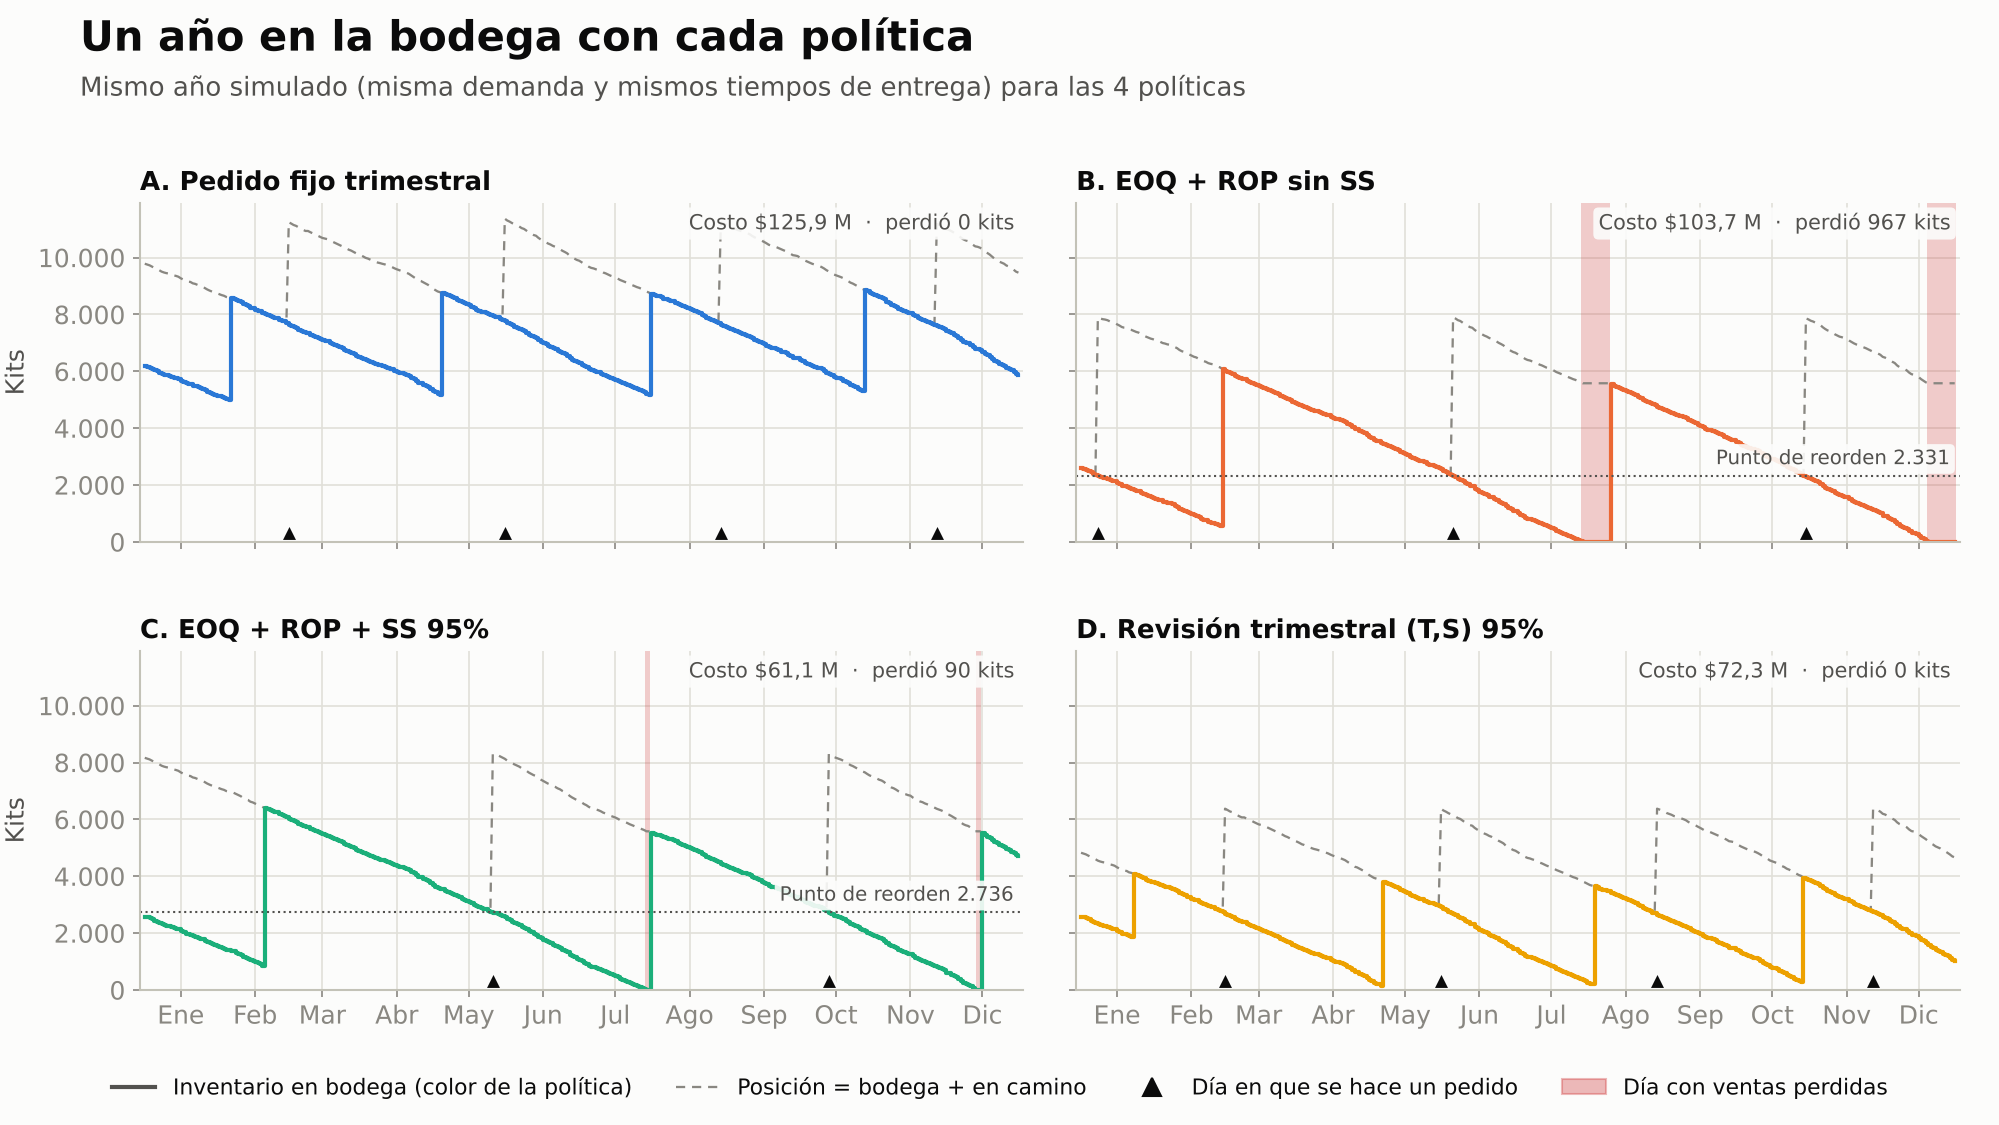 Un año en la bodega con cada política
Mismo año simulado (misma demanda y mismos tiempos de entrega) para las 4 políticas
A. Pedido fijo trimestral
Costo $125,9 M · perdió 0 kits
Kits
10.000
8.000
6.000
4.000
2.000
0
B. EOQ + ROP sin SS
Costo $103,7 M · perdió 967 kits
Punto de reorden 2.331
C. EOQ + ROP + SS 95%
Costo $61,1 M · perdió 90 kits
Punto de reorden 2.736
Kits
10.000
8.000
6.000
4.000
2.000
0
Ene Feb Mar Abr May Jun Jul Ago Sep Oct Nov Dic
D. Revisión trimestral (T,S) 95%
Costo $72,3 M · perdió 0 kits
Ene Feb Mar Abr May Jun Jul Ago Sep Oct Nov Dic
Inventario en bodega (color de la política)
Posición = bodega + en camino
Día en que se hace un pedido
Día con ventas perdidas